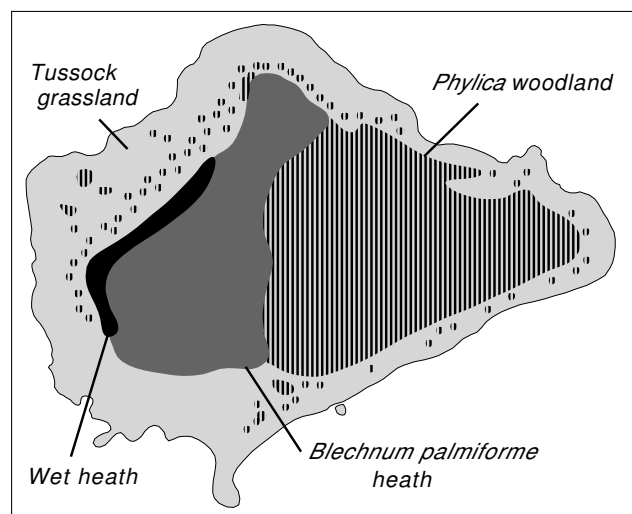 Tussock
grassland
Phylica woodland
Wet heath
Blechnum palmiforme
heath